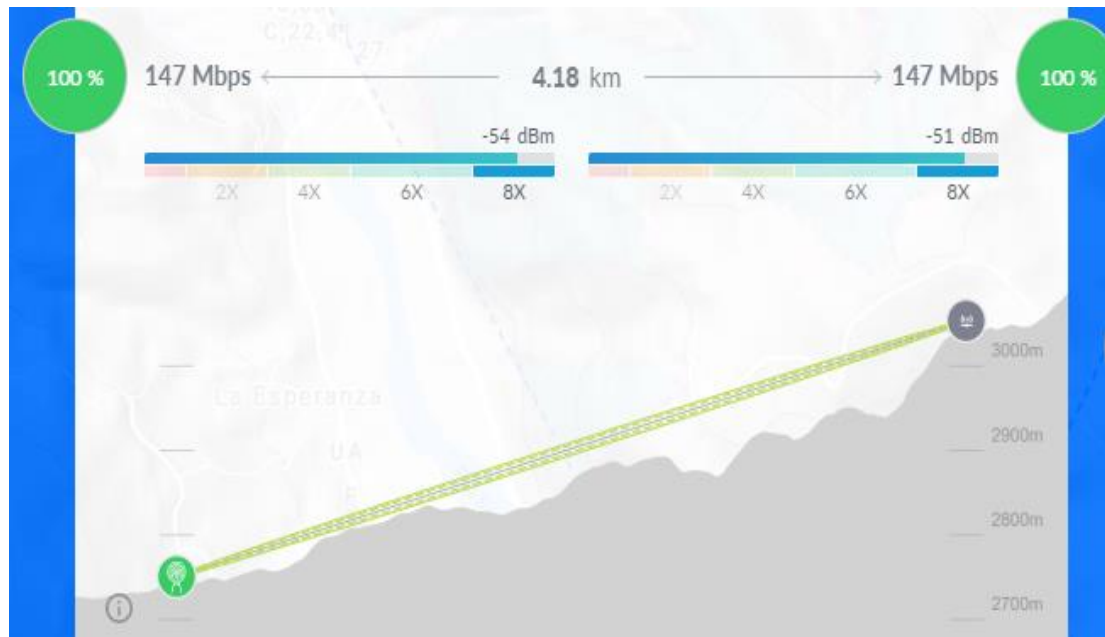 100 %
147 Mbps
4.18 km
147 Mbps
100 %
-54 dBm
-51 dBm
2X 4X 6X 8X
2X 4X 6X 8X
3000m
La Esperanza
2900m
2800m
2700m